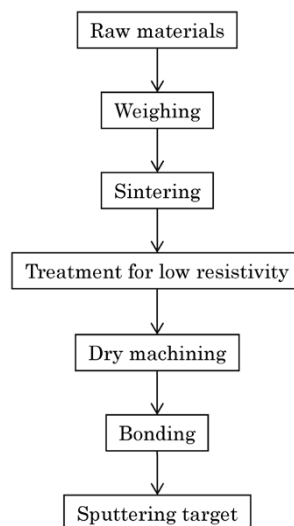 Raw materials
Weighing
Sintering
Treatment for low resistivity
Dry machining
Bonding
Sputtering target